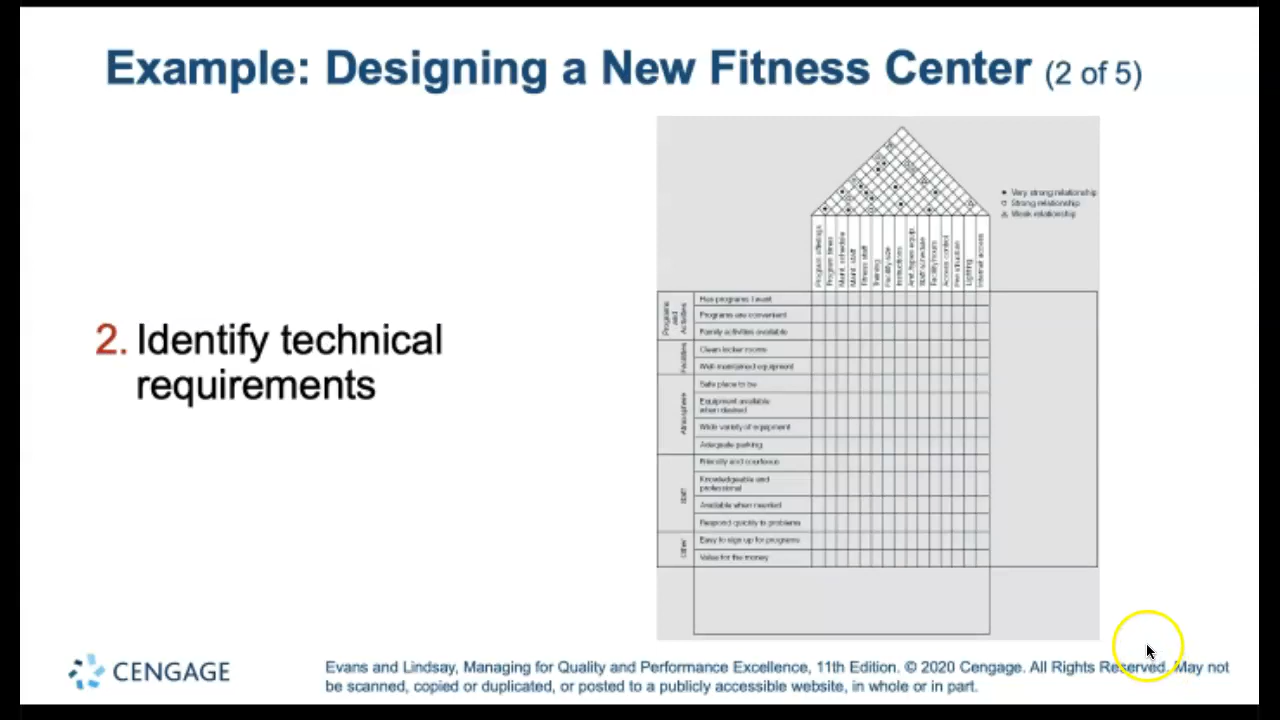 Example: Designing a New Fitness Center (2 of 5)
2. Identify technical
requirements
Very strong relationship
Strong relationship
Weak relationship
Program offerings
Program times
Maint. schedule
Maint. staff
Fitness staff
Training
Facility size
Instructions
Staff schedule
Facility hours
Access control
Fee structure
Lighting
Internet access
Programs
and
Activities
Has programs I want
Programs are convenient
Family activities available
Facilities
Clean locker rooms
Well-maintained equipment
Atmosphere
Safe place to be
Equipment available
when desired
Wide variety of equipment
Adequate parking
Staff
Friendly and courteous
Knowledgeable and
professional
Available when needed
Respond quickly to problems
Other
Easy to sign up for programs
Value for the money
CENGAGE
Evans and Lindsay, Managing for Quality and Performance Excellence, 11th Edition. © 2020 Cengage. All Rights Reserved. May not
be scanned, copied or duplicated, or posted to a publicly accessible website, in whole or in part.